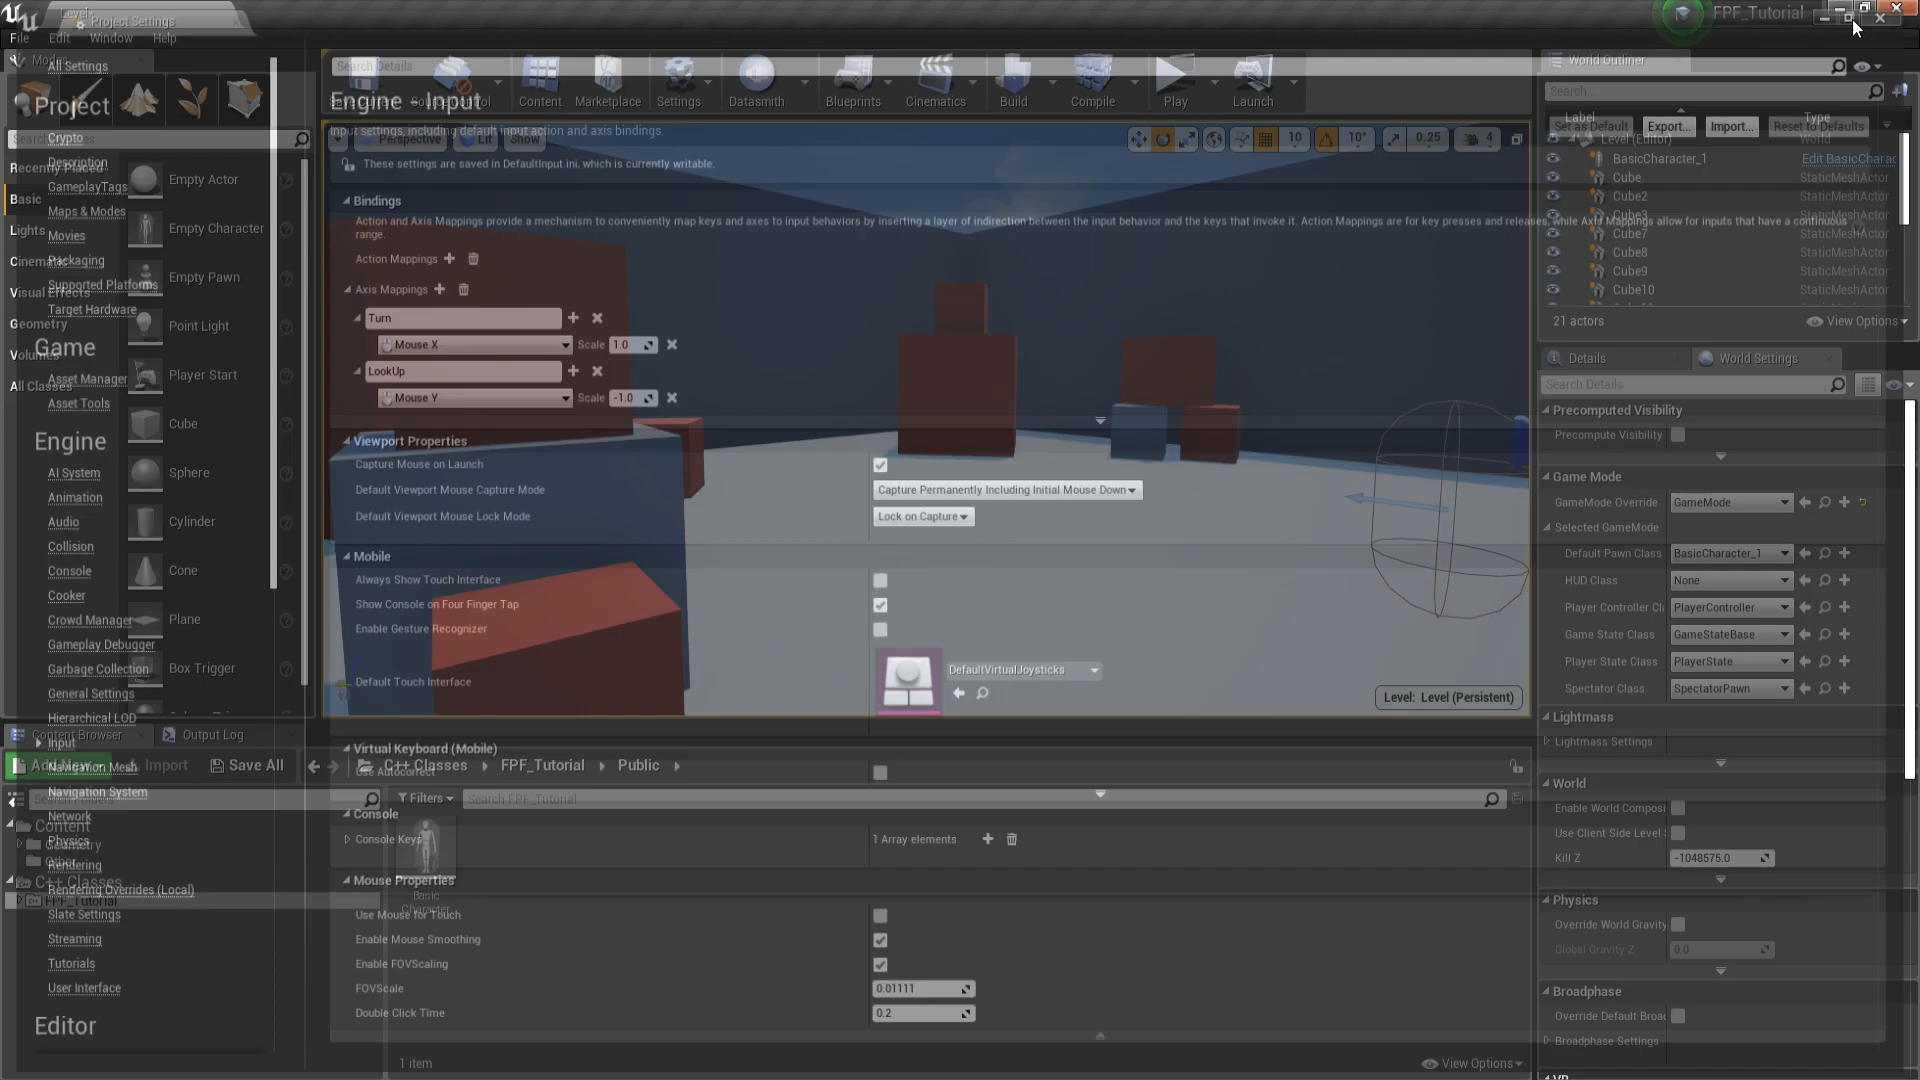 Level
Project Settings
FPF_Tutorial
File Edit Window Help
Modes
All Settings
Project
Crypto
Description
GameplayTags
Maps & Modes
Movies
Packaging
Supported Platforms
Target Hardware
Game
Asset Manager
Asset Tools
Engine
AI System
Animation
Audio
Collision
Console
Cooker
Crowd Manager
Gameplay Debugger
Garbage Collection
General Settings
Hierarchical LOD
Input
Navigation Mesh
Navigation System
Network
Physics
Rendering
Rendering Overrides (Local)
Slate Settings
Streaming
Tutorials
User Interface
Editor
Recently Placed
Basic
Lights
Cinematic
Visual Effects
Geometry
Volumes
All Classes
Empty Actor
Empty Character
Empty Pawn
Point Light
Player Start
Cube
Sphere
Cylinder
Cone
Plane
Box Trigger
Search Details
Content
Marketplace
Settings
Datasmith
Blueprints
Cinematics
Build
Compile
Play
Launch
Engine - Input
Input settings, including default input action and axis bindings.
Perspective Lit Show
10 10° 0.25 4
These settings are saved in DefaultInput.ini, which is currently writable.
Set as Default Export... Import... Reset to Defaults
Bindings
Action and Axis Mappings provide a mechanism to conveniently map keys and axes to input behaviors by inserting a layer of indirection between the input behavior and the keys that invoke it. Action Mappings are for key presses and releases, while Axis Mappings allow for inputs that have a continuous
range.
Action Mappings
Axis Mappings
Turn
Mouse X Scale 1.0
LookUp
Mouse Y Scale -1.0
Viewport Properties
Capture Mouse on Launch
Default Viewport Mouse Capture Mode Capture Permanently Including Initial Mouse Down
Default Viewport Mouse Lock Mode Lock on Capture
Mobile
Always Show Touch Interface
Show Console on Four Finger Tap
Enable Gesture Recognizer
Default Touch Interface DefaultVirtualJoysticks
Level: Level (Persistent)
Virtual Keyboard (Mobile)
Use Autocorrect
Console
Console Keys 1 Array elements
Mouse Properties
Use Mouse for Touch
Enable Mouse Smoothing
Enable FOVScaling
FOVScale 0.01111
Double Click Time 0.2
Content Browser Output Log
Add New Import Save All
C++ Classes FPF_Tutorial Public
Filters Search FPF_Tutorial
Content
Geometry
C++ Classes
FPF_Tutorial
Basic
Character
1 item View Options
World Outliner
Search...
Label Type
Level (Editor) World
BasicCharacter_1 Edit BasicCharac
Cube StaticMeshActor
Cube2 StaticMeshActor
Cube3 StaticMeshActor
Cube7 StaticMeshActor
Cube8 StaticMeshActor
Cube9 StaticMeshActor
Cube10 StaticMeshActor
21 actors View Options
Details World Settings
Search Details
Precomputed Visibility
Precompute Visibility
Game Mode
GameMode Override GameMode
Selected GameMode
Default Pawn Class BasicCharacter_1
HUD Class None
Player Controller Cl PlayerController
Game State Class GameStateBase
Player State Class PlayerState
Spectator Class SpectatorPawn
Lightmass
Lightmass Settings
World
Enable World Composi
Use Client Side Level
Kill Z -1048575.0
Physics
Override World Gravity
Global Gravity Z 0.0
Broadphase
Override Default Broad
Broadphase Settings
VR